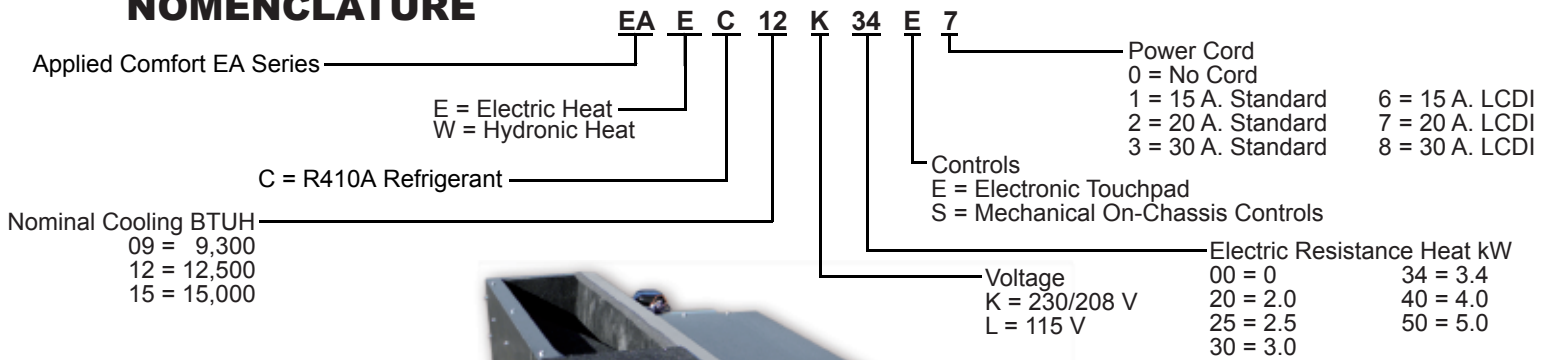 NOMENCLATURE
EA E C 12 K 34 E 7
Applied Comfort EA Series
E = Electric Heat
W = Hydronic Heat
C = R410A Refrigerant
Nominal Cooling BTUH
09 = 9,300
12 = 12,500
15 = 15,000
Power Cord
0 = No Cord
1 = 15 A. Standard 6 = 15 A. LCDI
2 = 20 A. Standard 7 = 20 A. LCDI
3 = 30 A. Standard 8 = 30 A. LCDI
Controls
E = Electronic Touchpad
S = Mechanical On-Chassis Controls
Electric Resistance Heat kW
00 = 0 34 = 3.4
20 = 2.0 40 = 4.0
25 = 2.5 50 = 5.0
30 = 3.0
Voltage
K = 230/208 V
L = 115 V